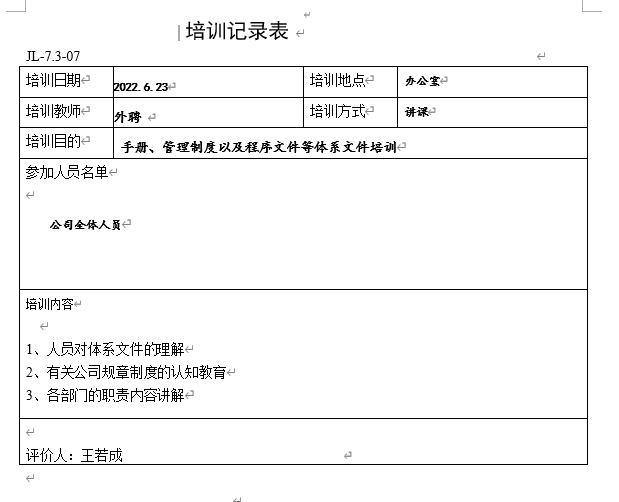 培训记录表
JL-7.3-07
培训日期 2022.6.23 培训地点 办公室
培训教师 外聘 培训方式 讲课
培训目的 手册、管理制度以及程序文件等体系文件培训
参加人员名单
公司全体人员
培训内容
1、人员对体系文件的理解
2、有关公司规章制度的认知教育
3、各部门的职责内容讲解
评价人：王若成